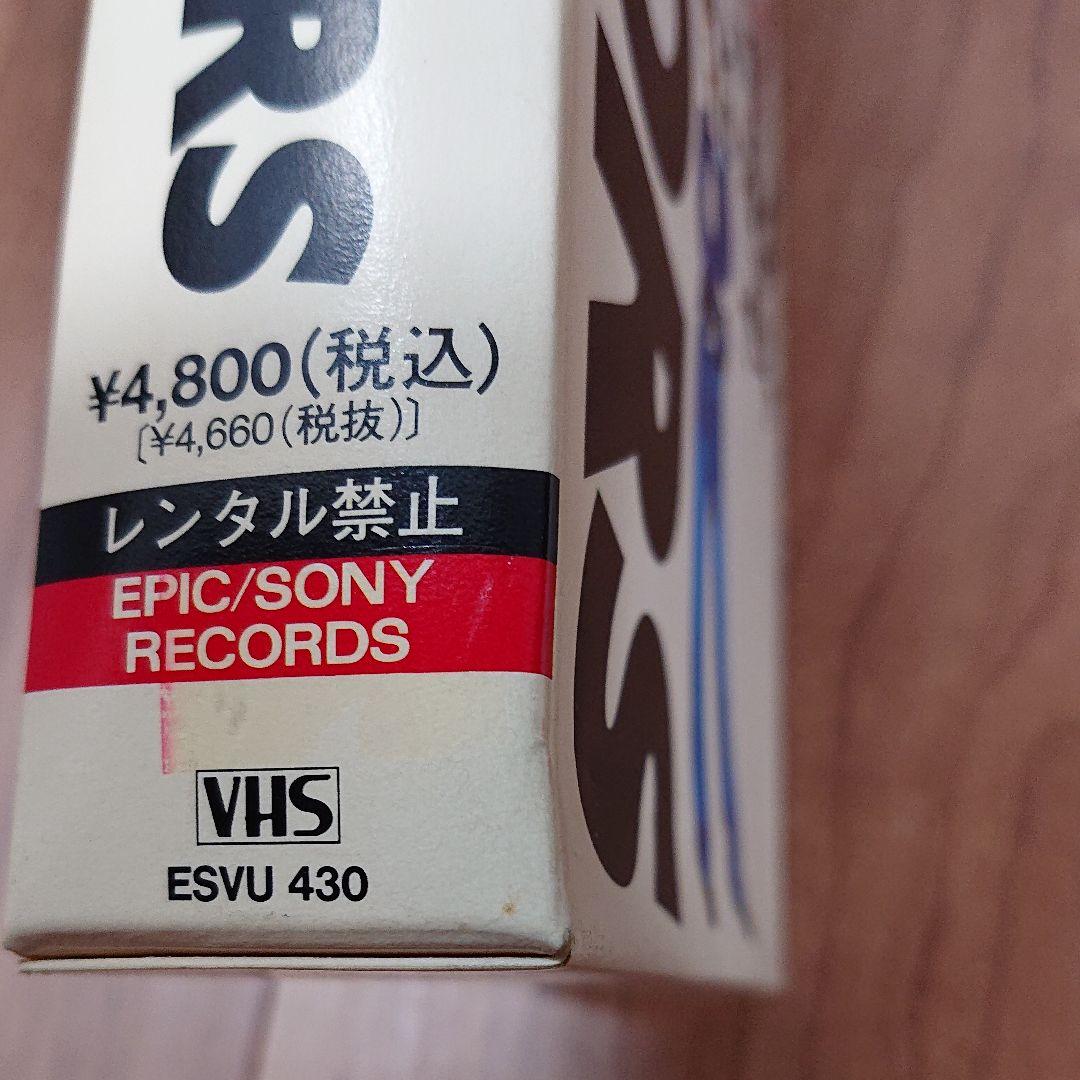 RS
¥4,800(税込)
[¥4,660(税抜)]
レンタル禁止
EPIC/SONY
RECORDS
VHS
ESVU 430
ARS